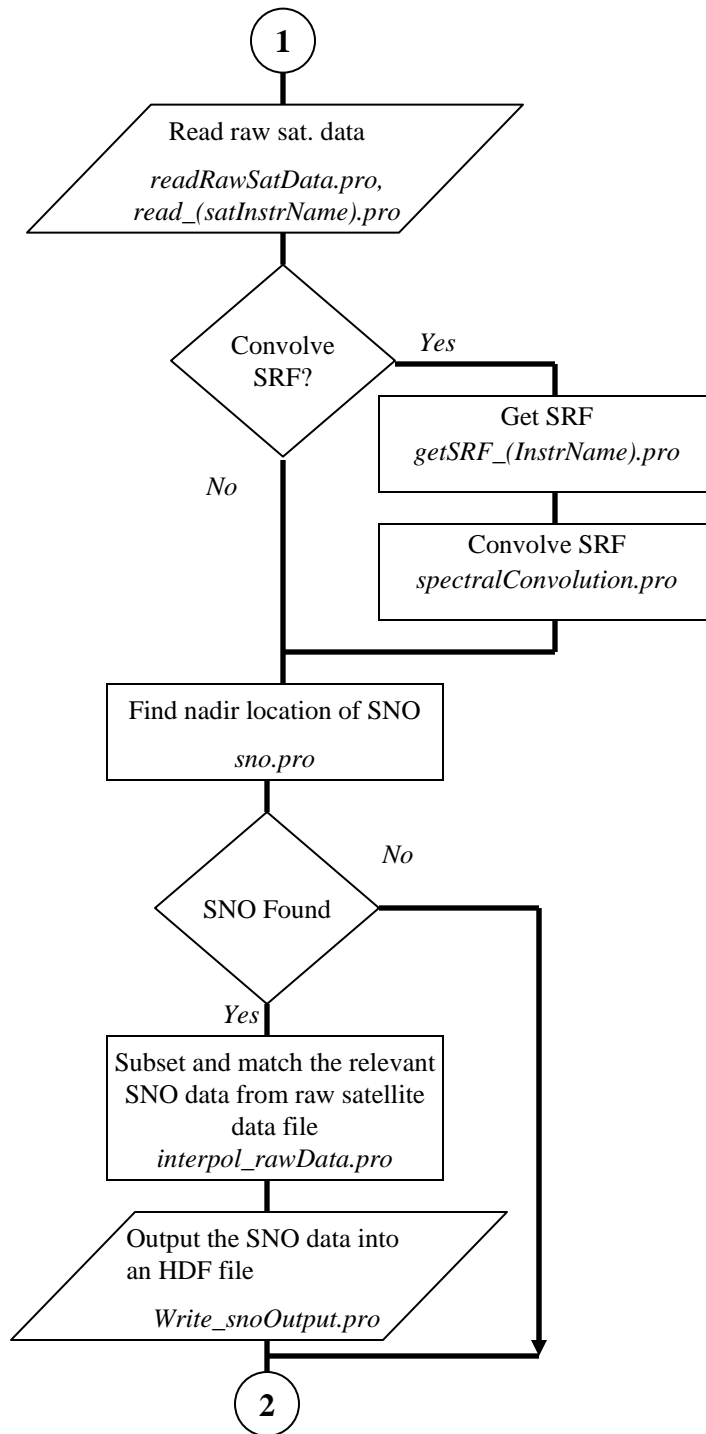 1
Read raw sat. data
readRawSatData.pro,
read_(satInstrName).pro
Convolve
SRF?
Yes
Get SRF
getSRF_(InstrName).pro
No
Convolve SRF
spectralConvolution.pro
Find nadir location of SNO
sno.pro
No
SNO Found
Yes
Subset and match the relevant
SNO data from raw satellite
data file
interpol_rawData.pro
Output the SNO data into
an HDF file
Write_snoOutput.pro
2